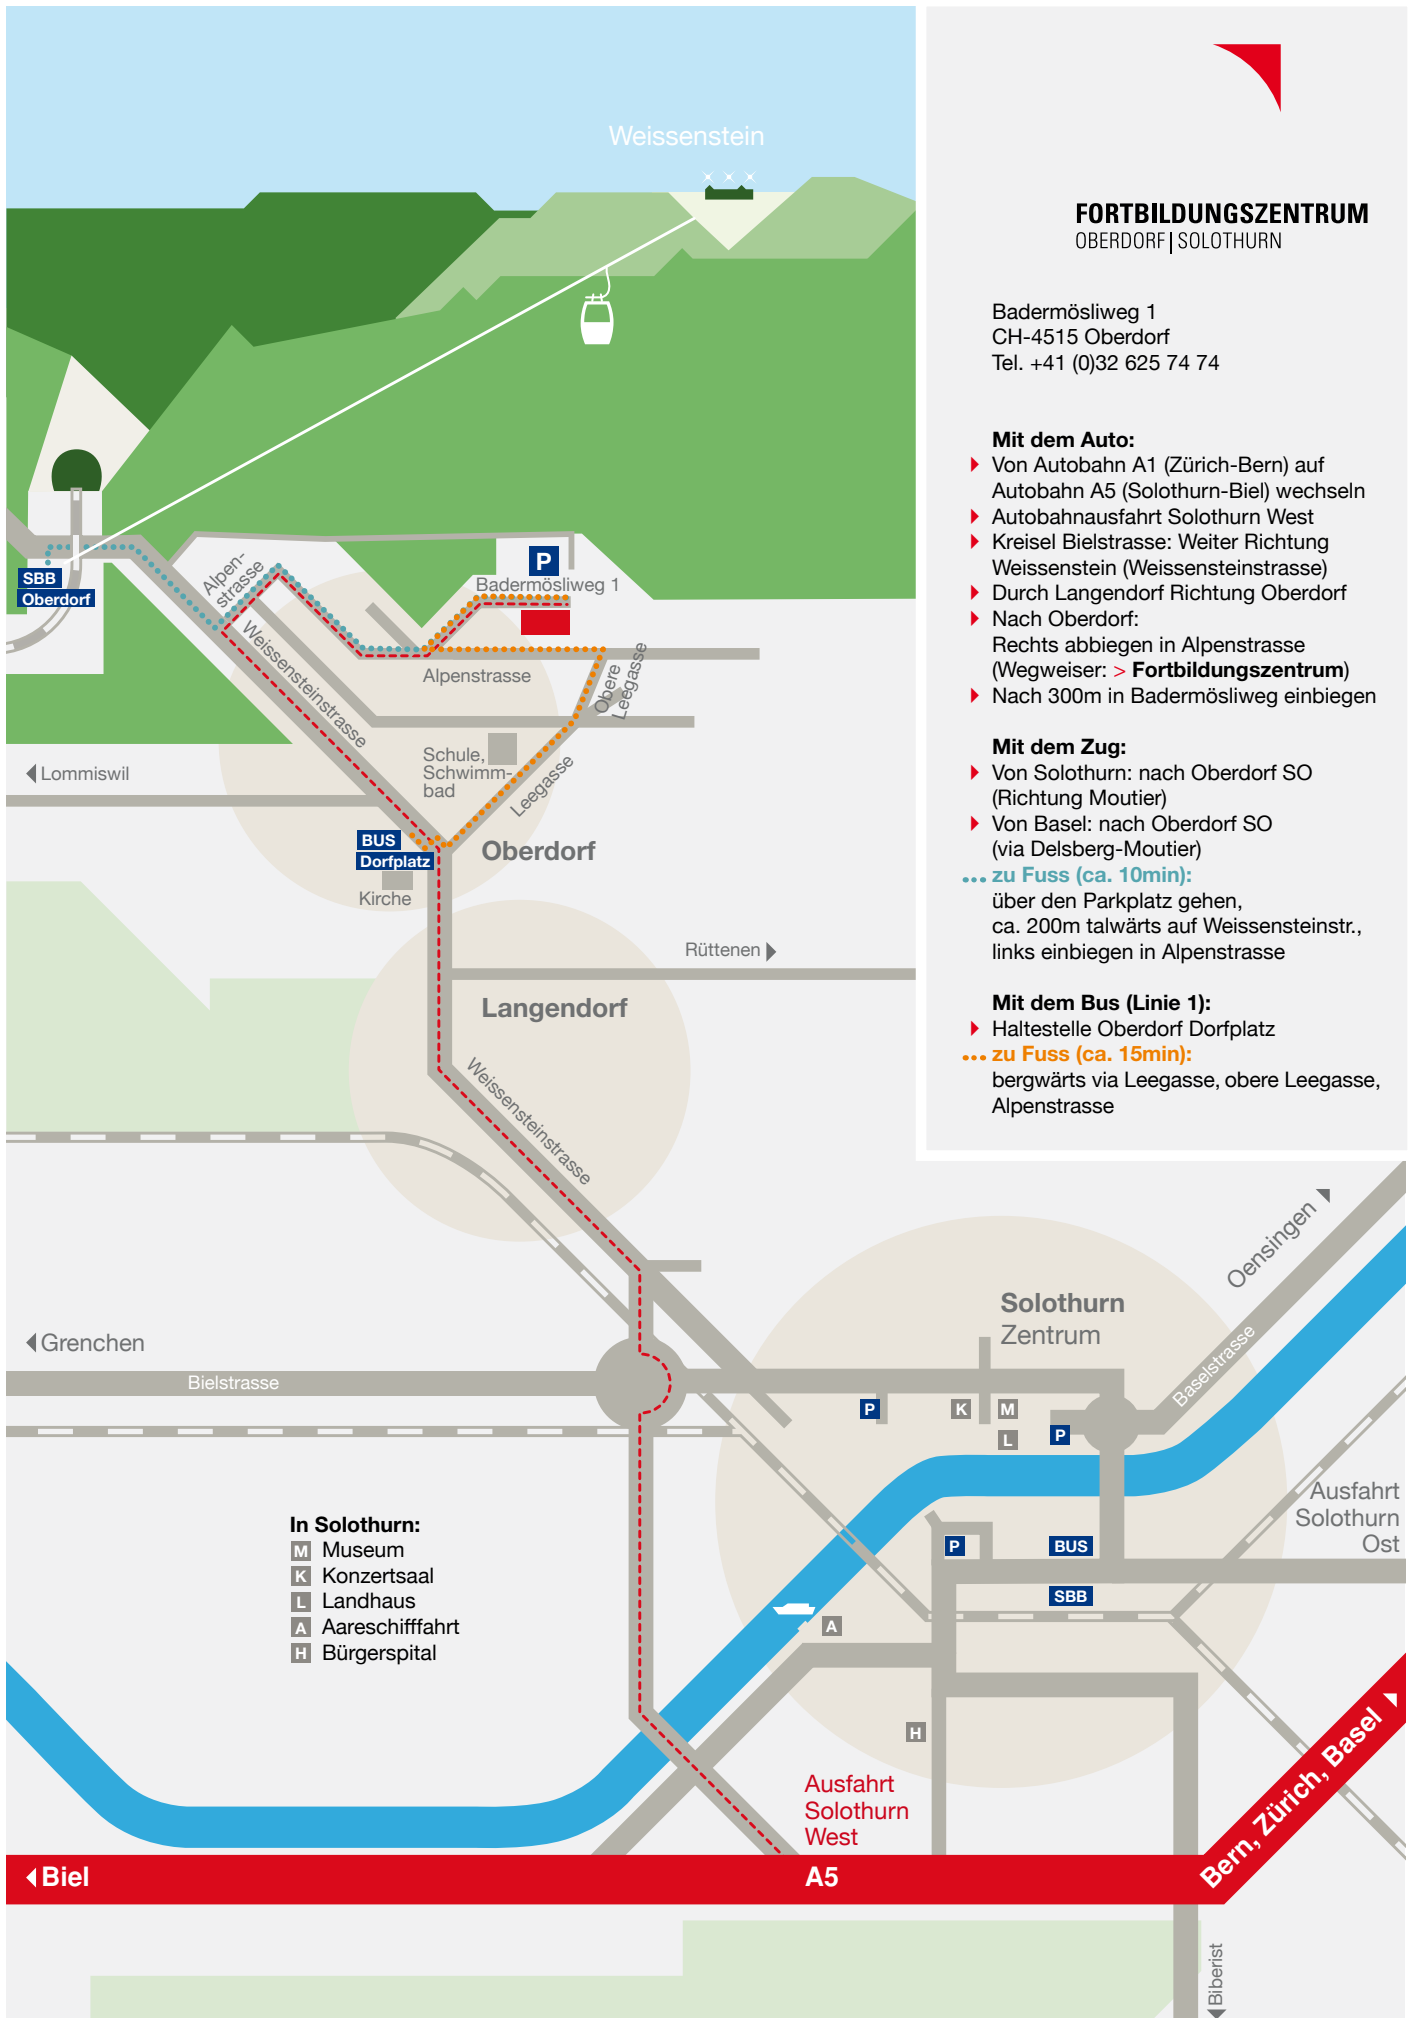 Weissenstein
FORTBILDUNGSZENTRUM
OBERDORF | SOLOTHURN
Badermösliweg 1
CH-4515 Oberdorf
Tel. +41 (0)32 625 74 74
Mit dem Auto:
Von Autobahn A1 (Zürich-Bern) auf
Autobahn A5 (Solothurn-Biel) wechseln
Autobahnausfahrt Solothurn West
Kreisel Bielstrasse: Weiter Richtung
Weissenstein (Weissensteinstrasse)
Durch Langendorf Richtung Oberdorf
Nach Oberdorf:
Rechts abbiegen in Alpenstrasse
(Wegweiser: > Fortbildungszentrum)
Nach 300m in Badermösliweg einbiegen
Mit dem Zug:
Von Solothurn: nach Oberdorf SO
(Richtung Moutier)
Von Basel: nach Oberdorf SO
(via Delsberg-Moutier)
... zu Fuss (ca. 10min):
über den Parkplatz gehen,
ca. 200m talwärts auf Weissensteinstr.,
links einbiegen in Alpenstrasse
Mit dem Bus (Linie 1):
Haltestelle Oberdorf Dorfplatz
... zu Fuss (ca. 15min):
bergwärts via Leegasse, obere Leegasse,
Alpenstrasse
SBB
Oberdorf
Alpen-
strasse
P
Badermösliweg 1
Weissensteinstrasse
Alpenstrasse
Obere
Leegasse
Schule,
Schwimm-
bad
Leegasse
Lommiswil
BUS
Dorfplatz
Oberdorf
Kirche
Rüttenen
Langendorf
Weissensteinstrasse
Oensingen
Solothurn
Zentrum
Grenchen
Bielstrasse
Baselstrasse
P
K
M
L
P
Ausfahrt
Solothurn
Ost
P
BUS
SBB
In Solothurn:
M Museum
K Konzertsaal
L Landhaus
A Aareschifffahrt
H Bürgerspital
A
H
Ausfahrt
Solothurn
West
Biel
A5
Bern, Zürich, Basel
Biberist